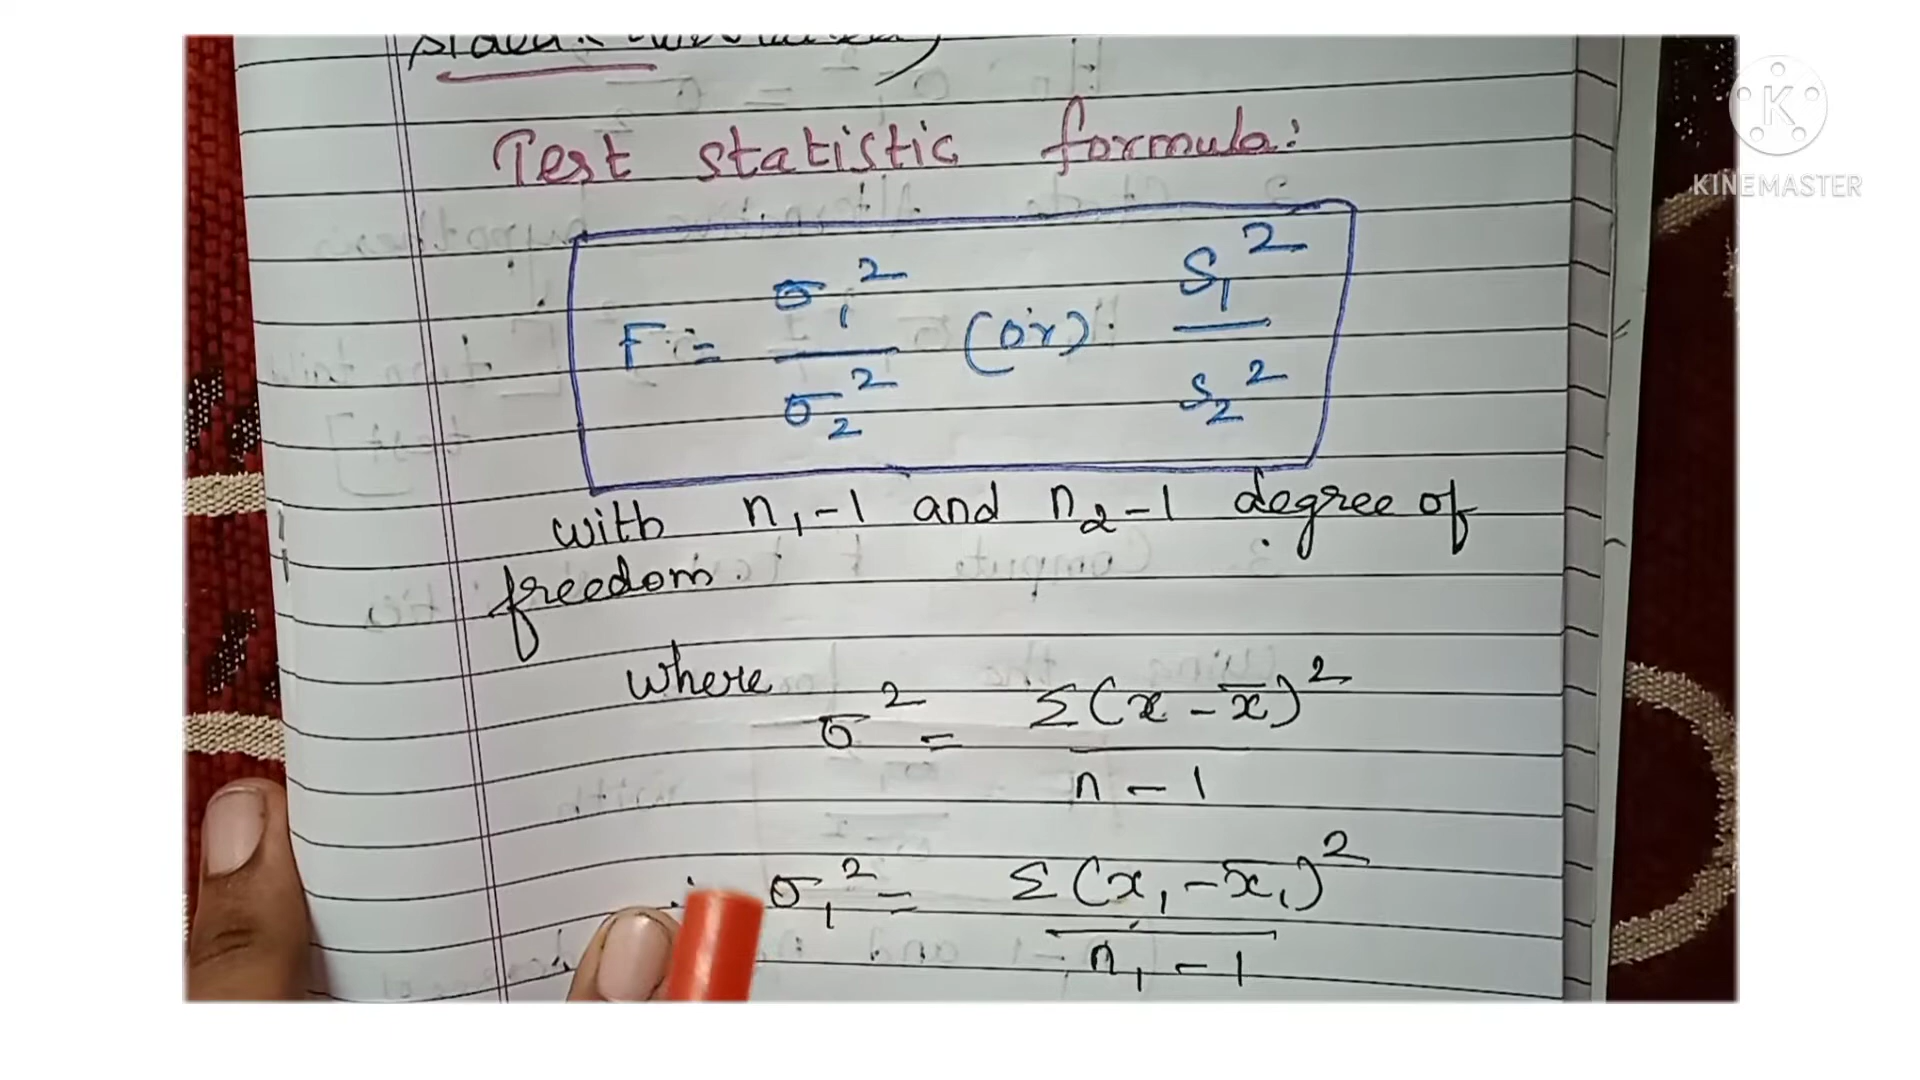 Test statistic formula:
F = σ₁² / σ₂² (or) S₁² / S₂²
with n₁-1 and n₂-1 degree of
freedom.
where
σ² = Σ(x - x̄)² / n - 1
σ₁² = Σ(x₁ - x̄₁)² / n₁ - 1
K
KINEMASTER